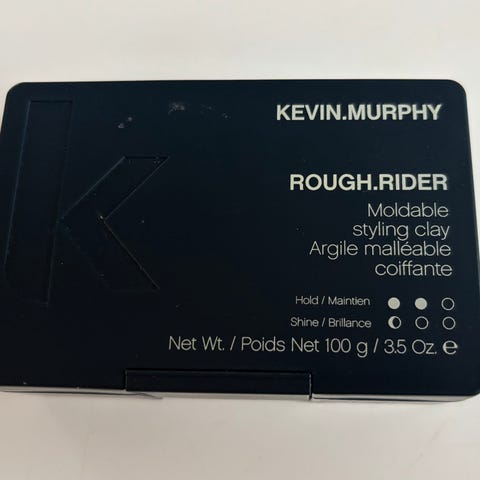 KEVIN.MURPHY
ROUGH.RIDER
Moldable
styling clay
Argile malléable
coiffante
Hold / Maintien
Shine / Brillance
Net Wt. / Poids Net 100 g / 3.5 Oz. ℮